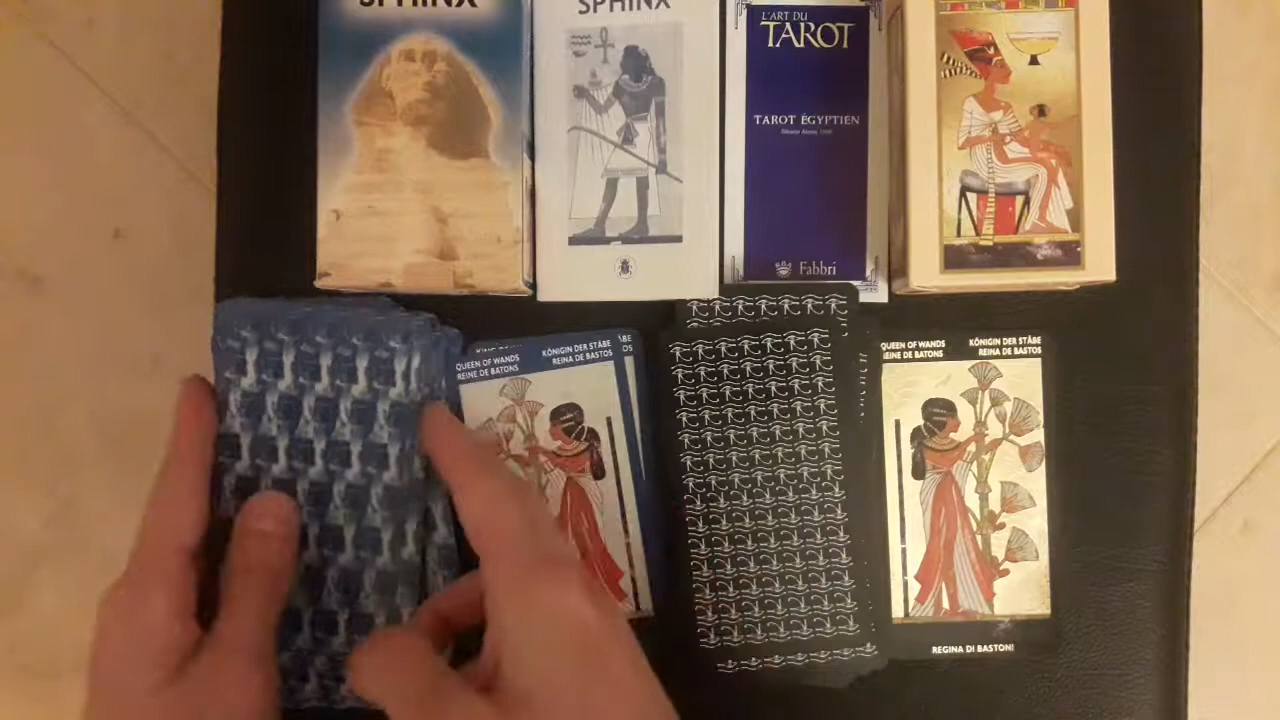 SPHINX
SPHINX
L'ART DU
TAROT
TAROT ÉGYPTIEN
Fabbri
QUEEN OF WANDS
REINE DE BATONS
KÖNIGIN DER STÄBE
REINA DE BASTOS
QUEEN OF WANDS
REINE DE BATONS
KÖNIGIN DER STÄBE
REINA DE BASTOS
REGINA DI BASTONI